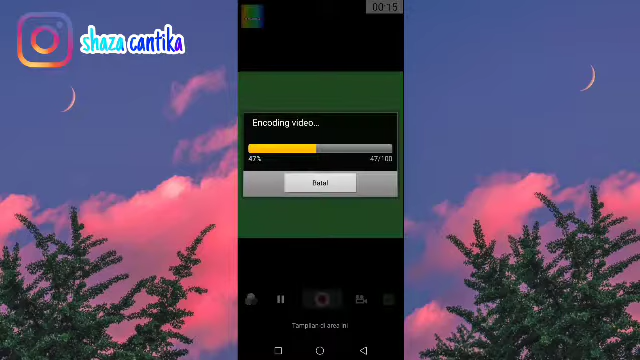 00:15
shaza cantika
Encoding video...
47%
47/100
Batal
Tampilan di area ini